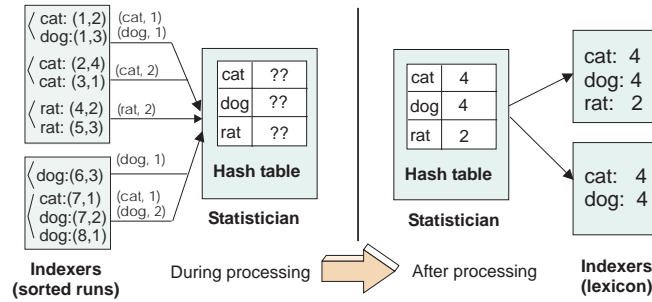 cat: (1,2)
dog:(1,3)
cat: (2,4)
cat: (3,1)
rat: (4,2)
rat: (5,3)
(cat, 1)
(dog, 1)
(cat, 2)
(rat, 2)
dog:(6,3)
cat:(7,1)
dog:(7,2)
dog:(8,1)
(dog, 1)
(cat, 1)
(dog, 2)
Indexers
(sorted runs)
cat ??
dog ??
rat ??
Hash table
Statistician
During processing
After processing
cat 4
dog 4
rat 2
Hash table
Statistician
cat: 4
dog: 4
rat: 2
cat: 4
dog: 4
Indexers
(lexicon)